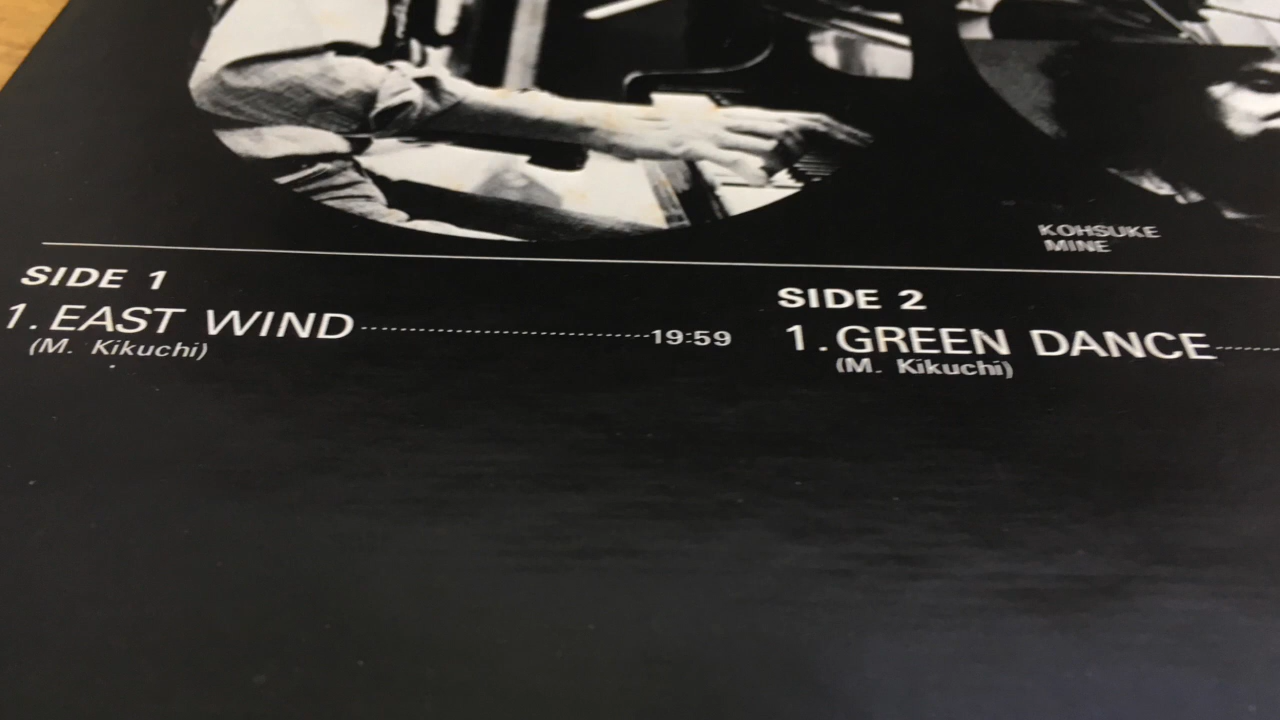 KOHSUKE
MINE
SIDE 1
1. EAST WIND 19:59
(M. Kikuchi)
SIDE 2
1. GREEN DANCE
(M. Kikuchi)